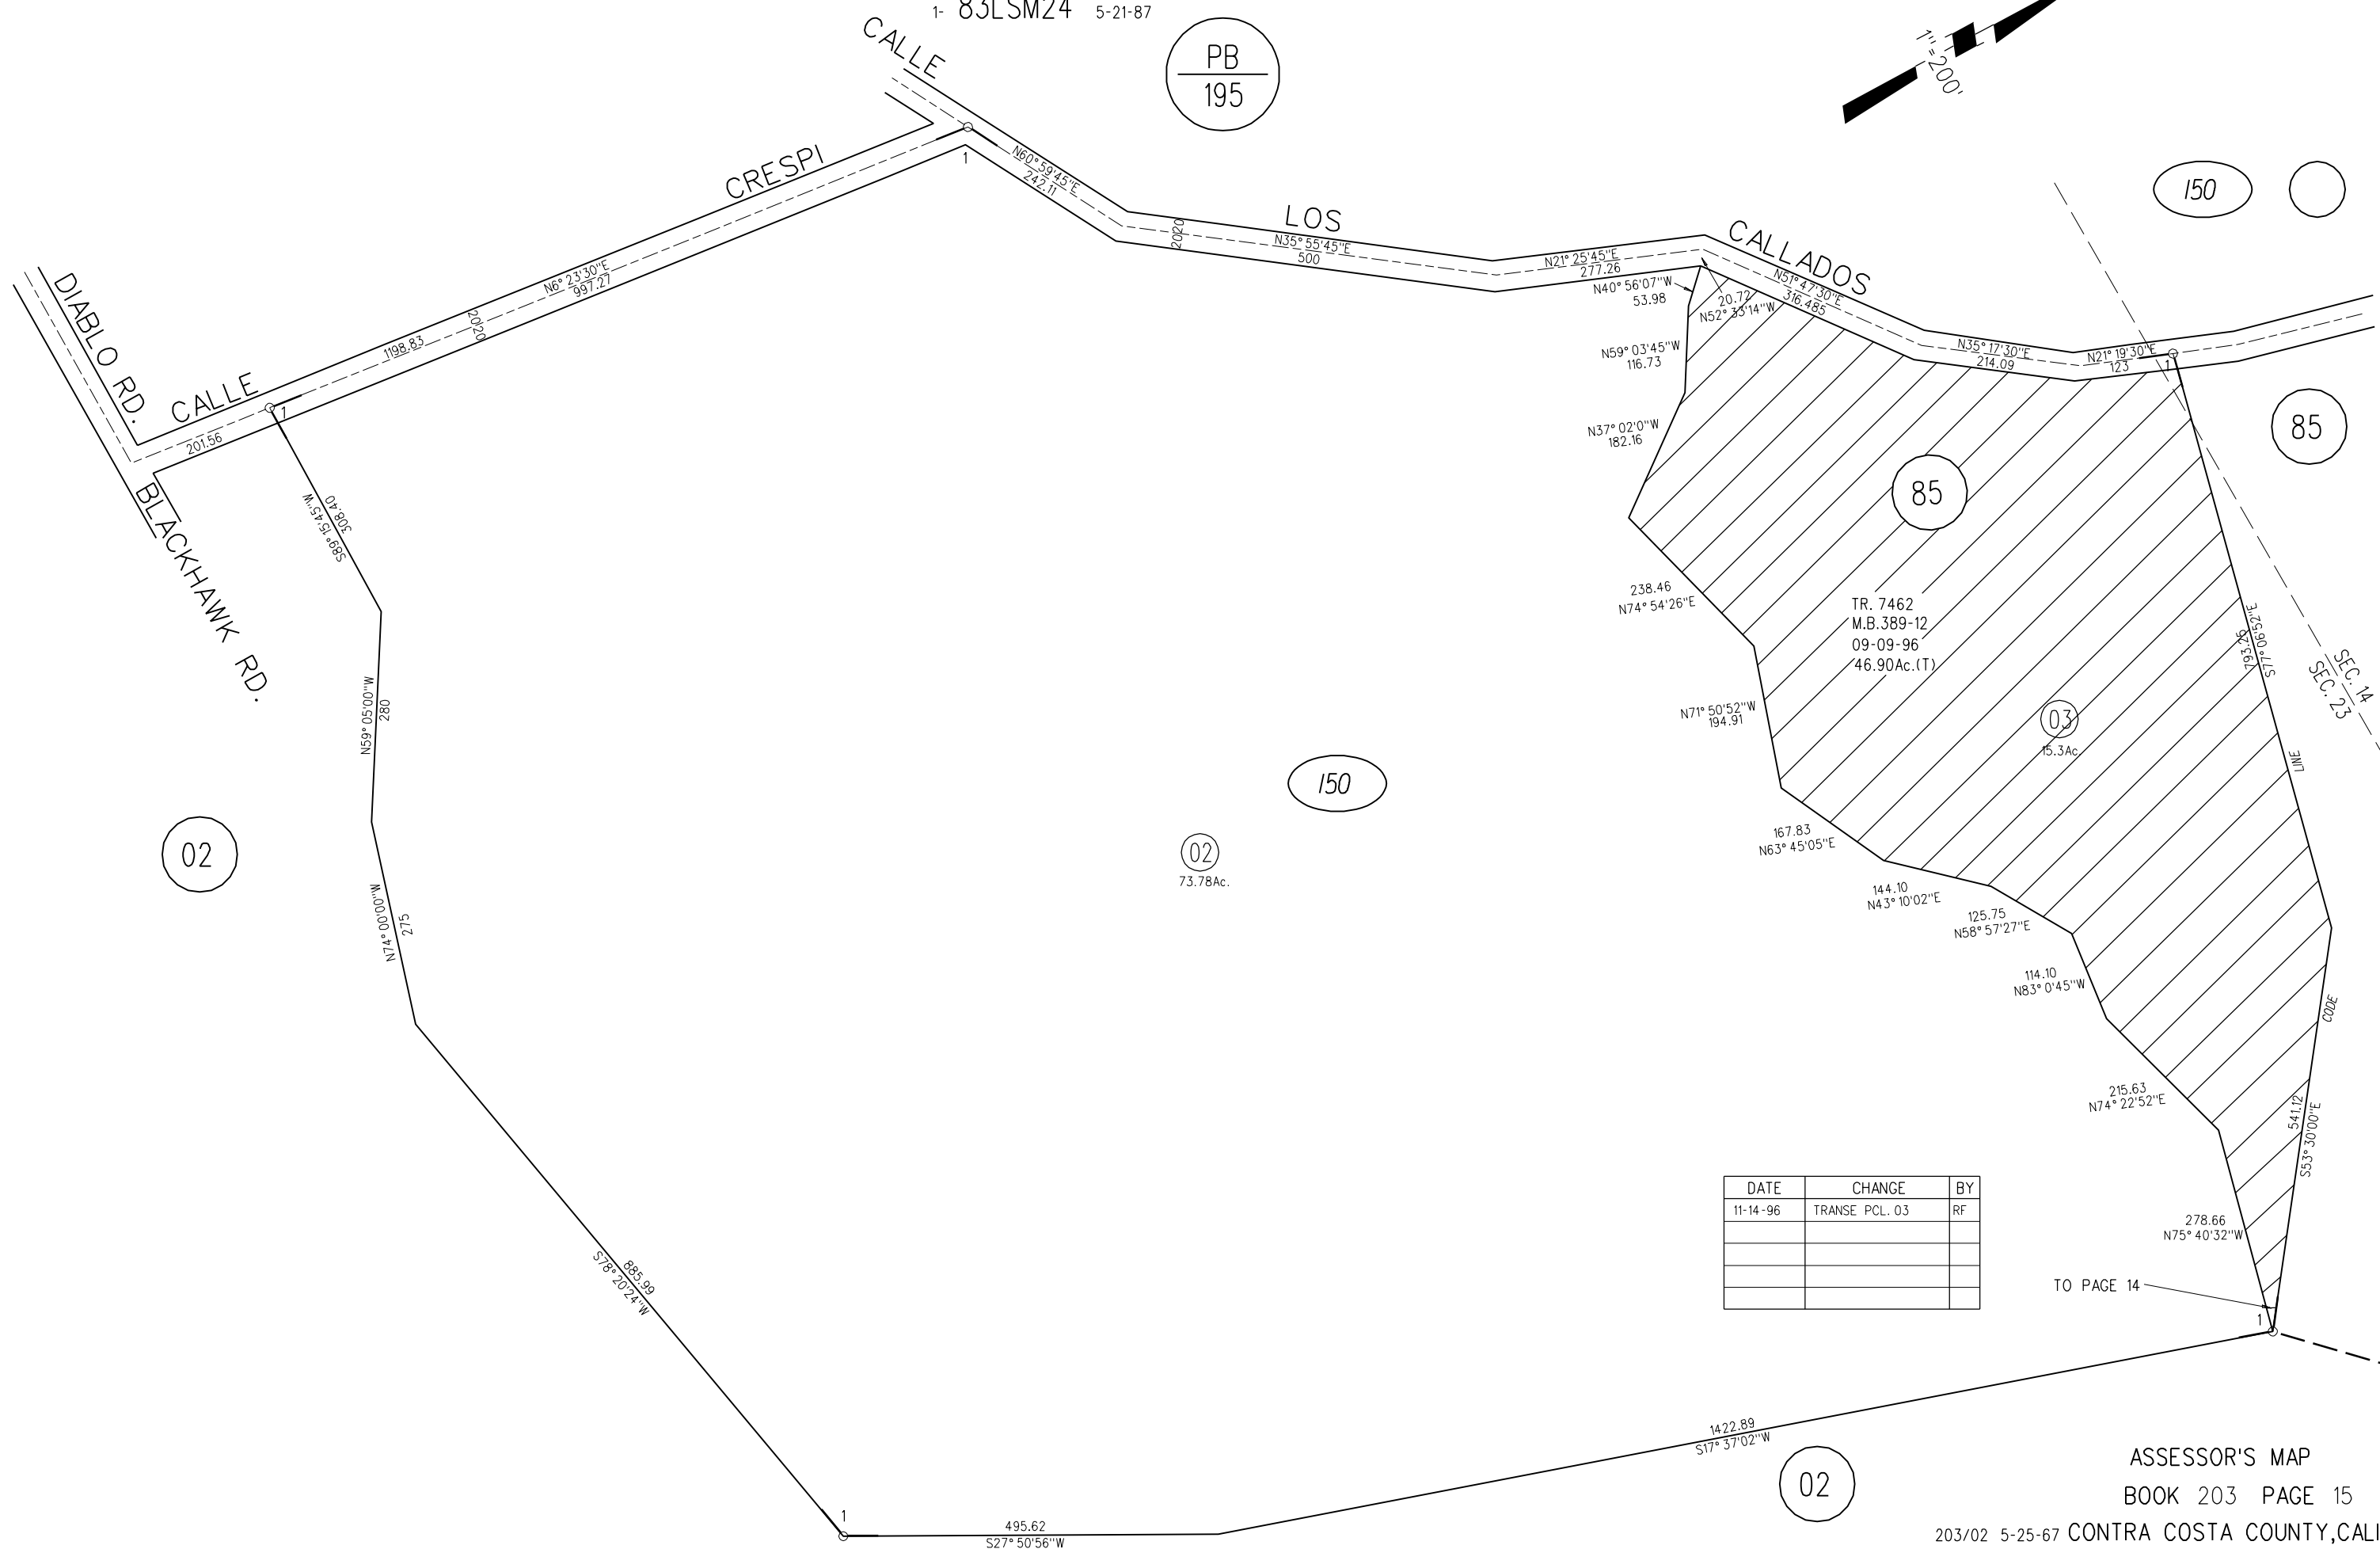 1- 83LSM24 5-21-87
PB
195
1"=200'
CALLE
CRESPI
CALLE
LOS
CALLADOS
DIABLO RD.
BLACKHAWK RD.
N60°59'45"E
242.11
1
N6°23'30"E
997.27
2020
1198.83
1
201.56
2020
N35°55'45"E
500
N21°25'45"E
277.26
N40°56'07"W
53.98
20.72
N52°33'14"W
N51°47'30"E
316.485
N35°17'30"E
214.09
N21°19'30"E
123
1
150
85
N59°03'45"W
116.73
N37°02'0"W
182.16
85
308.40
S89°15'45"W
238.46
N74°54'26"E
TR. 7462
M.B.389-12
09-09-96
46.90Ac.(T)
793.26
S77°06'52"E
SEC. 14
SEC. 23
N59°05'00"W
280
N71°50'52"W
194.91
03
15.3Ac.
LINE
150
02
02
73.78Ac.
167.83
N63°45'05"E
N74°00'00"W
275
144.10
N43°10'02"E
125.75
N58°57'27"E
114.10
N83°0'45"W
CODE
215.63
N74°22'52"E
541.12
S53°30'00"E
DATE CHANGE BY
11-14-96 TRANSE PCL. 03 RF
278.66
N75°40'32"W
885.99
S78°20'24"W
TO PAGE 14
1
1422.89
S17°37'02"W
02
1
495.62
S27°50'56"W
ASSESSOR'S MAP
BOOK 203 PAGE 15
203/02 5-25-67 CONTRA COSTA COUNTY,CALI